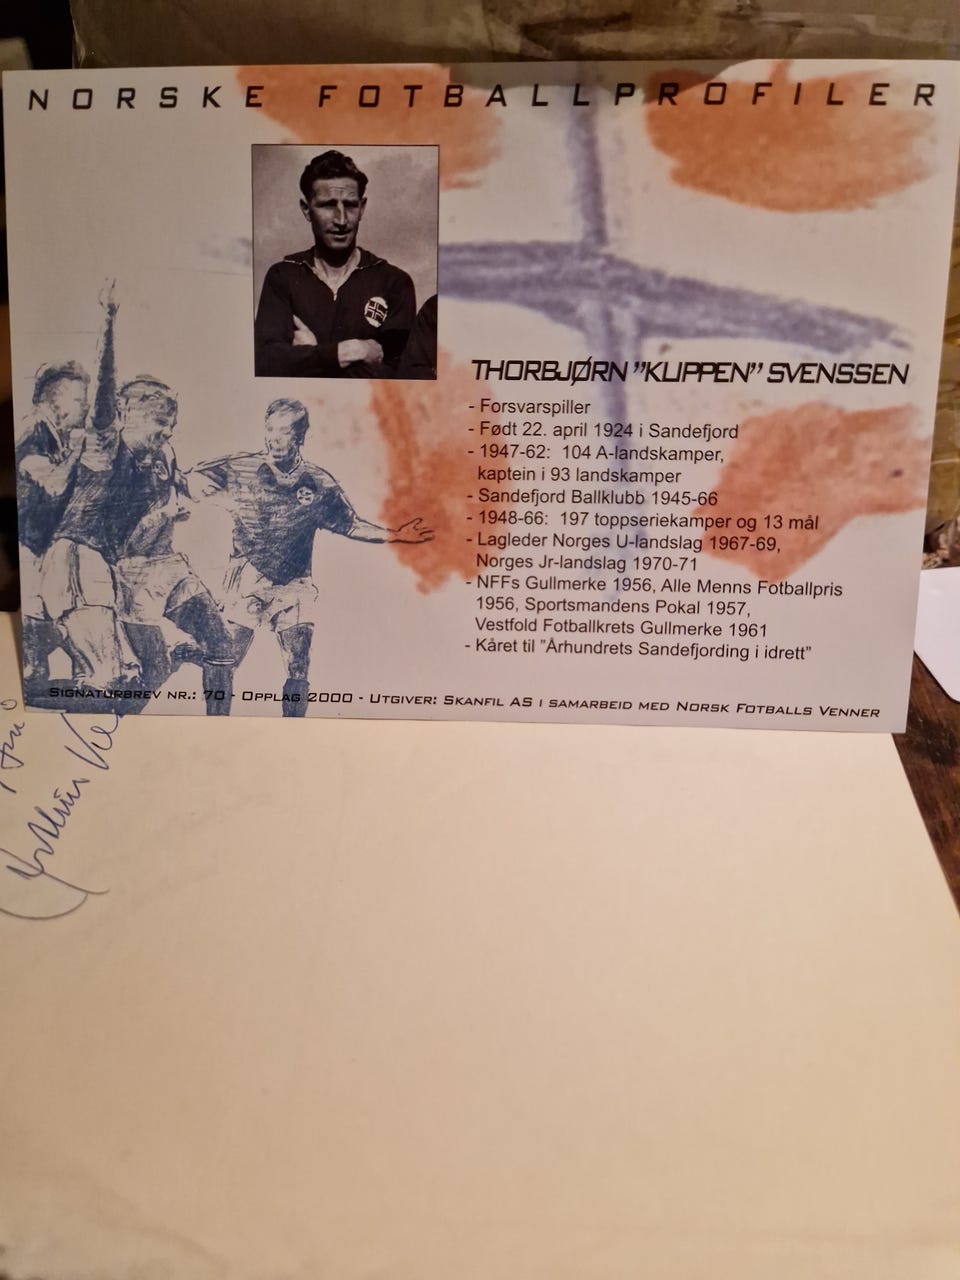 NORSKE FOTBALLPROFILER
THORBJØRN "KLIPPEN" SVENSSEN
- Forsvarspiller
- Født 22. april 1924 i Sandefjord
- 1947-62: 104 A-landskamper,
kaptein i 93 landskamper
- Sandefjord Ballklubb 1945-66
- 1948-66: 197 toppseriekamper og 13 mål
- Lagleder Norges U-landslag 1967-69,
Norges Jr-landslag 1970-71
- NFFs Gullmerke 1956, Alle Menns Fotballpris
1956, Sportsmandens Pokal 1957,
Vestfold Fotballkrets Gullmerke 1961
- Kåret til "Århundrets Sandefjording i idrett"
SIGNATURBREV NR.: 70 - OPPLAG 2000 - UTGIVER: SKANFIL AS I SAMARBEID MED NORSK FOTBALLS VENNER